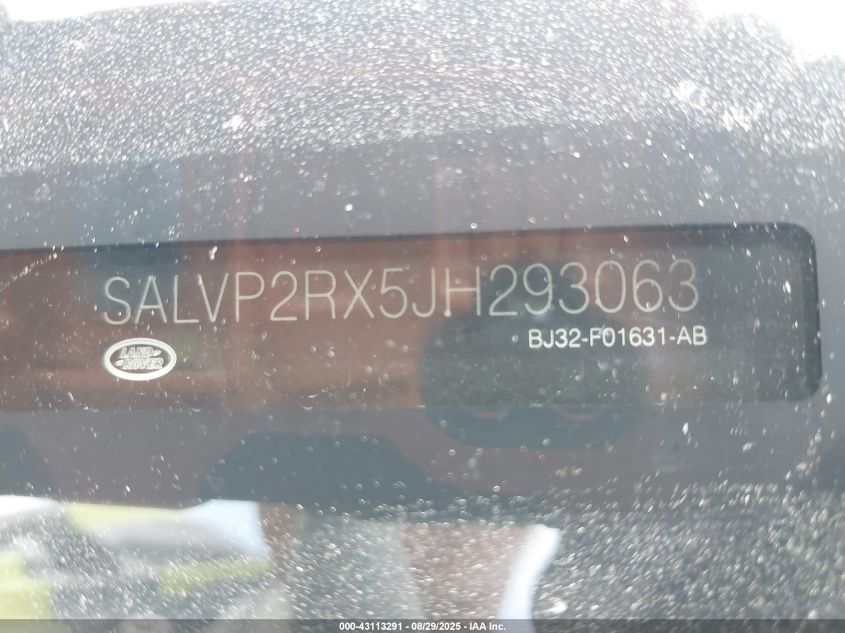 SALVP2RX5JH293063
BJ32-F01631-AB
LAND-
-ROVER
000-43113291 - 08/29/2025 - IAA Inc.